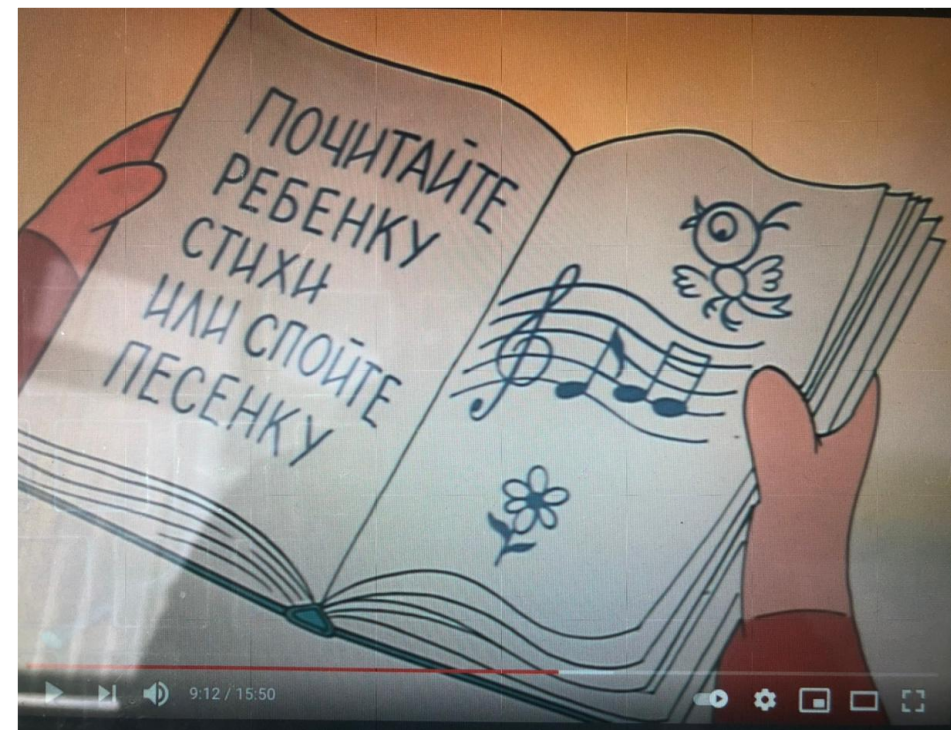 ПОЧИТАЙТЕ
РЕБЕНКУ
СТИХИ
ИЛИ СПОЙТЕ
ПЕСЕНКУ
9:12 / 15:50